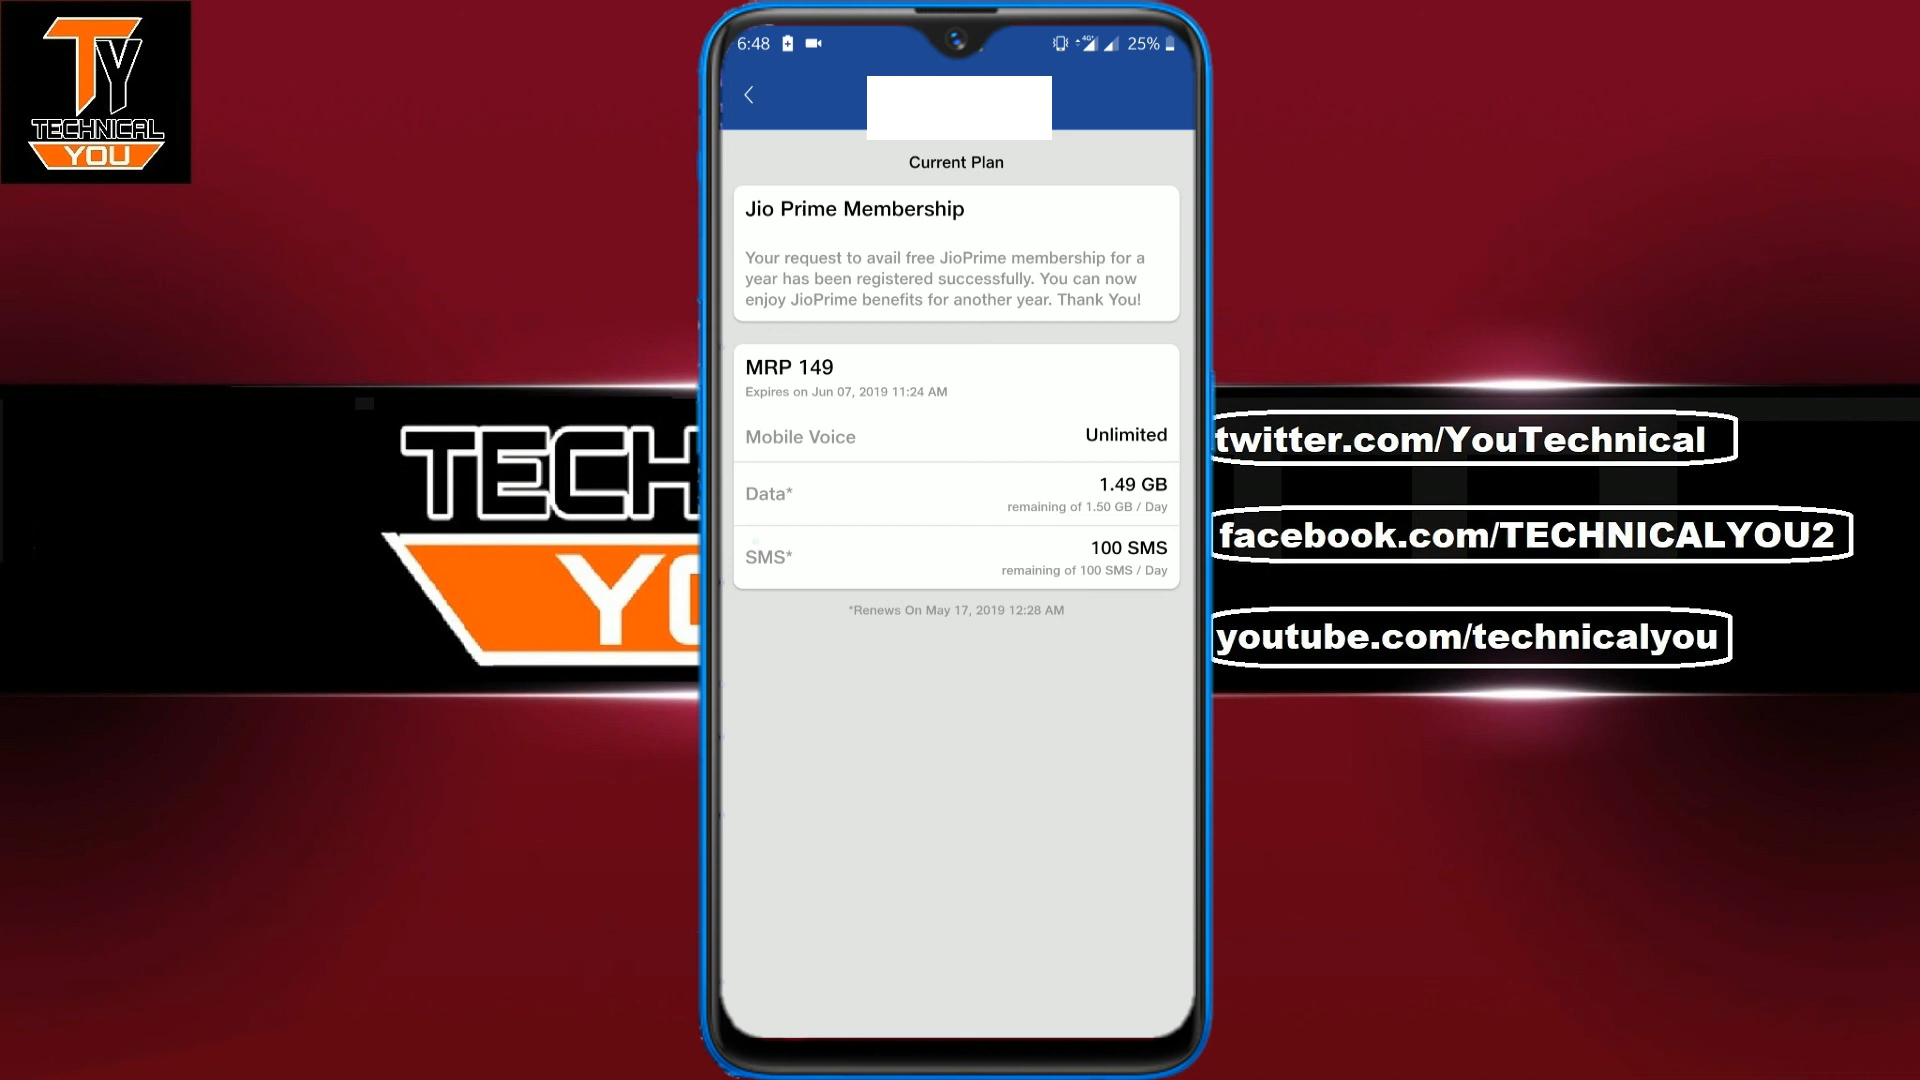 TY
TECHNICAL
YOU
6:48
4G+
25%
Current Plan
Jio Prime Membership
Your request to avail free JioPrime membership for a
year has been registered successfully. You can now
enjoy JioPrime benefits for another year. Thank You!
MRP 149
Expires on Jun 07, 2019 11:24 AM
Mobile Voice
Unlimited
Data*
1.49 GB
remaining of 1.50 GB / Day
SMS*
100 SMS
remaining of 100 SMS / Day
*Renews On May 17, 2019 12:28 AM
TECH
YO
twitter.com/YouTechnical
facebook.com/TECHNICALYOU2
youtube.com/technicalyou